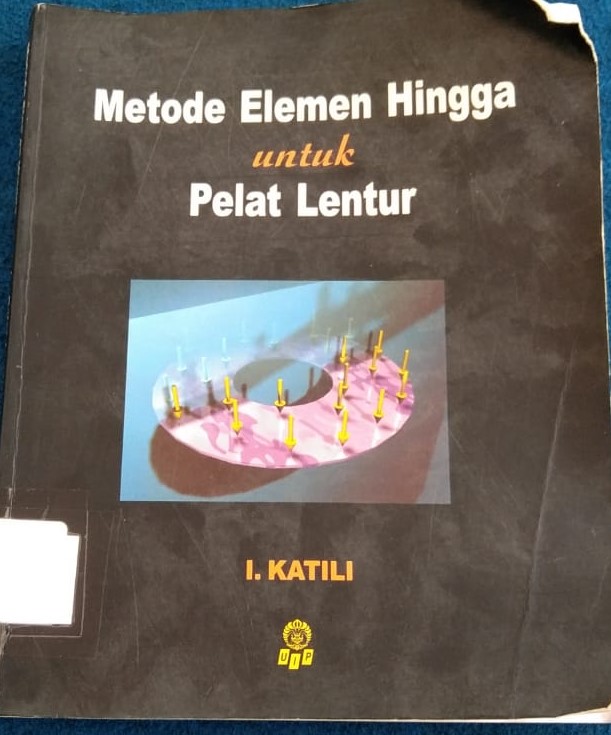 Metode Elemen Hingga
untuk
Pelat Lentur
I. KATILI
UIP